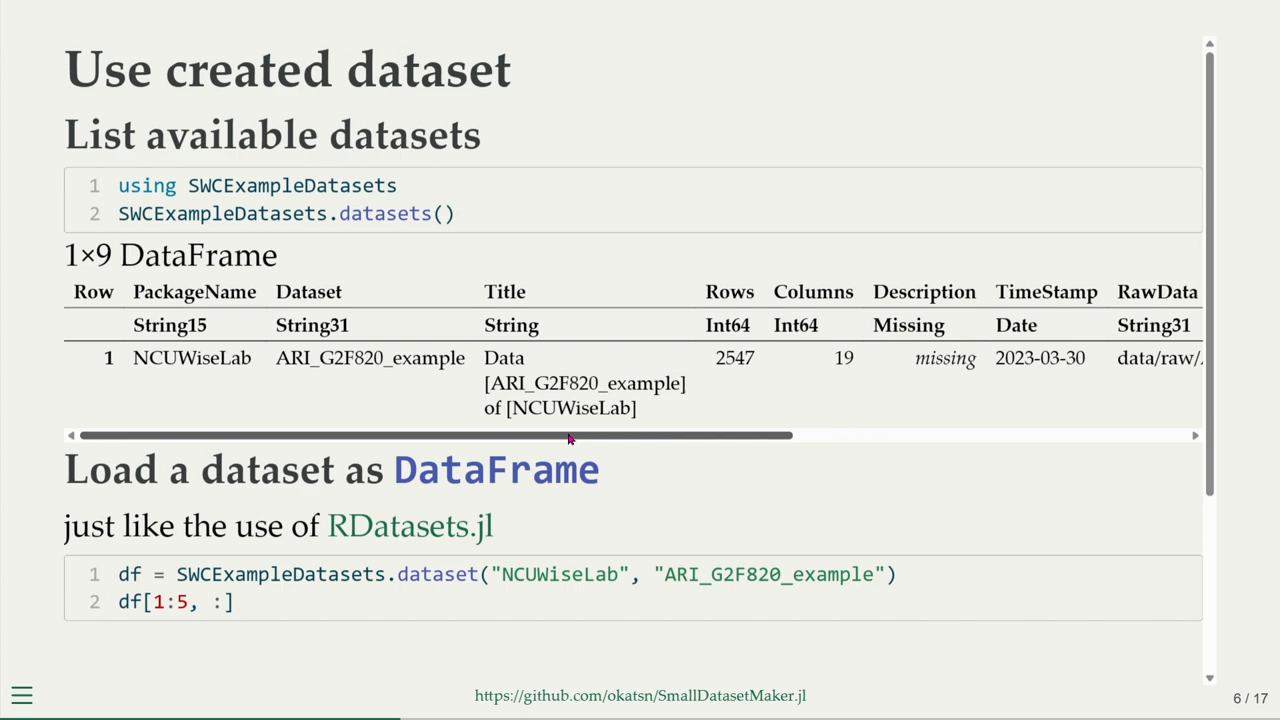 Use created dataset
List available datasets
1 using SWCExampleDatasets
2 SWCExampleDatasets.datasets()
1×9 DataFrame
Row PackageName Dataset Title Rows Columns Description TimeStamp RawData
String15 String31 String Int64 Int64 Missing Date String31
1 NCUWiseLab ARI_G2F820_example Data 2547 19 missing 2023-03-30 data/raw/
[ARI_G2F820_example]
of [NCUWiseLab]
Load a dataset as DataFrame
just like the use of RDatasets.jl
1 df = SWCExampleDatasets.dataset("NCUWiseLab", "ARI_G2F820_example")
2 df[1:5, :]
https://github.com/okatsn/SmallDatasetMaker.jl
6 / 17